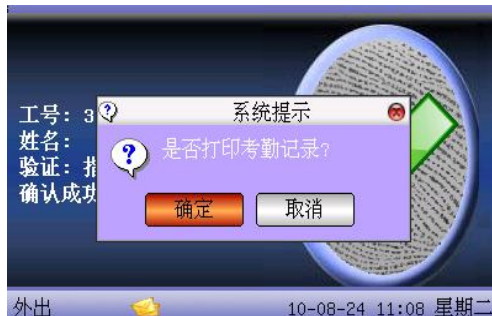 系统提示
工号: 3
姓名:
验证: 指
确认成功
是否打印考勤记录?
确定
取消
外出
10-08-24 11:08 星期二